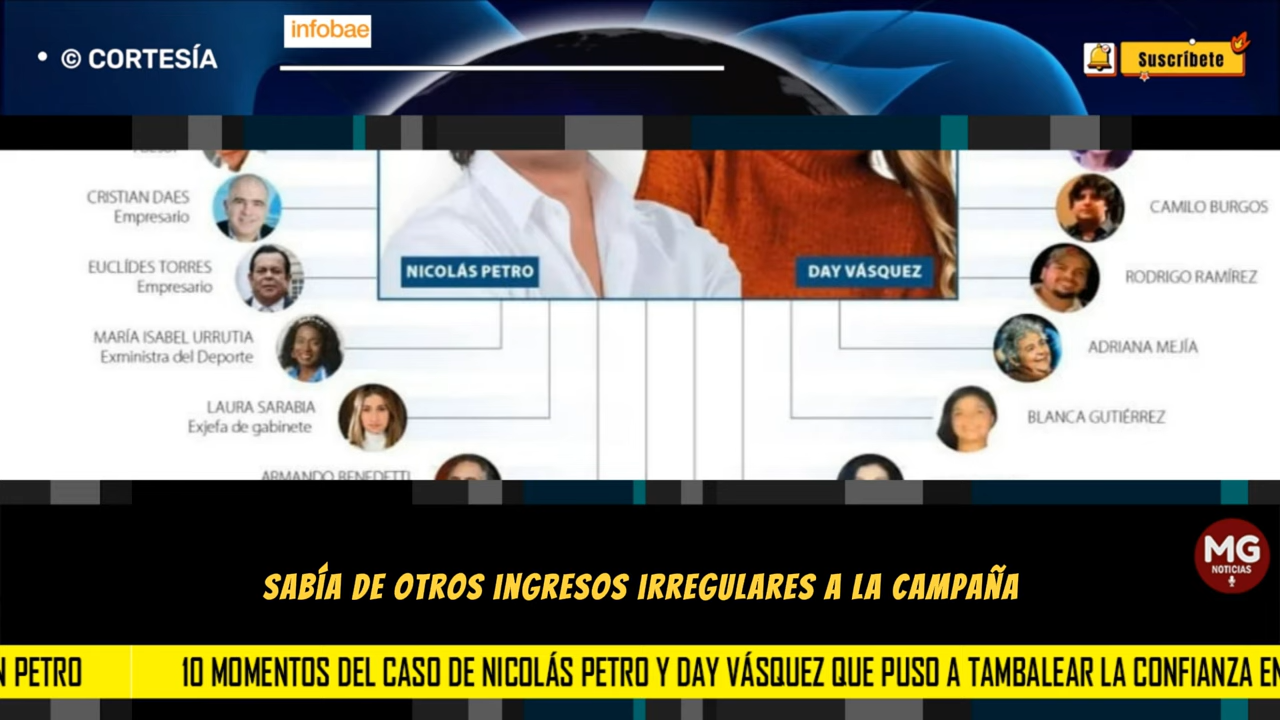 infobae
• © CORTESÍA
Suscríbete
CRISTIAN DAES
Empresario
CAMILO BURGOS
NICOLÁS PETRO
DAY VÁSQUEZ
EUCLÍDES TORRES
Empresario
RODRIGO RAMÍREZ
MARÍA ISABEL URRUTIA
Exministra del Deporte
ADRIANA MEJÍA
LAURA SARABIA
Exjefa de gabinete
BLANCA GUTIÉRREZ
ARMANDO BENEDETTI
MG
NOTICIAS
SABÍA DE OTROS INGRESOS IRREGULARES A LA CAMPAÑA
N PETRO
10 MOMENTOS DEL CASO DE NICOLÁS PETRO Y DAY VÁSQUEZ QUE PUSO A TAMBALEAR LA CONFIANZA EN